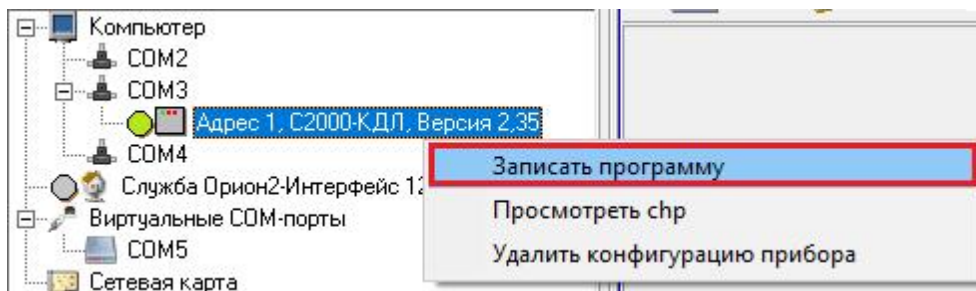 Компьютер
COM2
COM3
Адрес 1, С2000-КДЛ, Версия 2,35
COM4
Служба Орион2-Интерфейс 12
Виртуальные COM-порты
COM5
Сетевая карта
Записать программу
Просмотреть chp
Удалить конфигурацию прибора